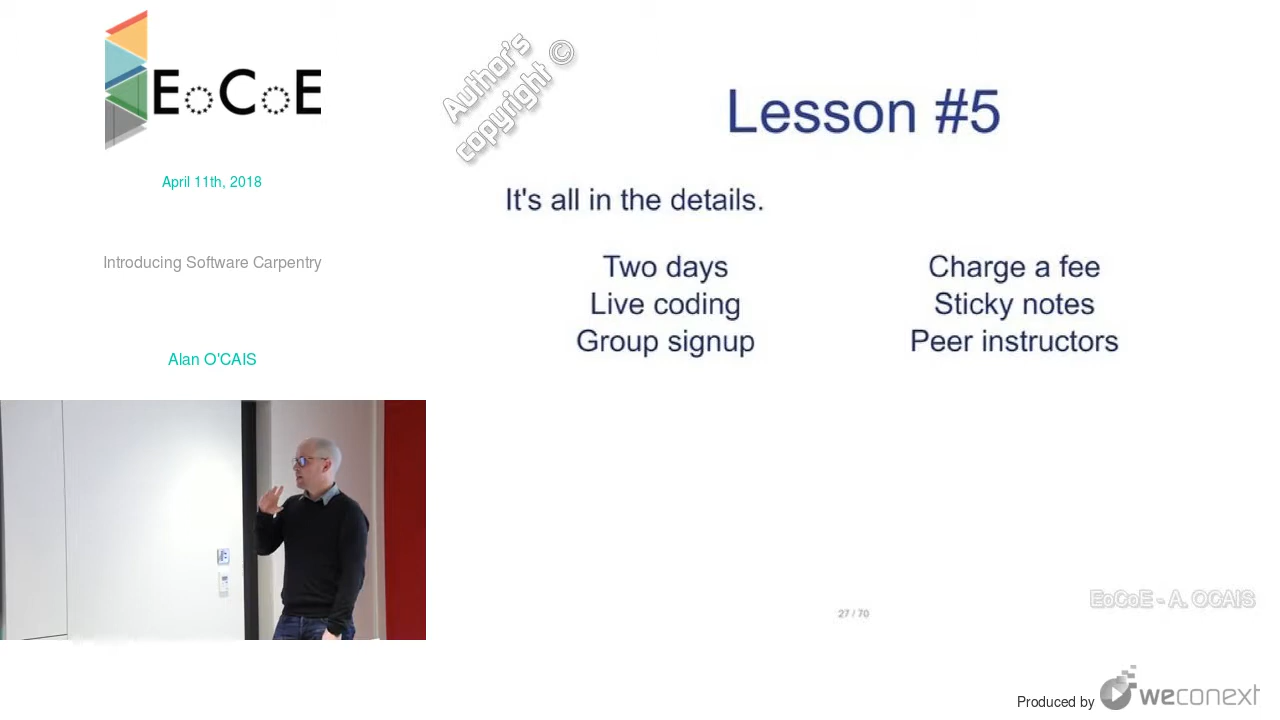 EoCoE
April 11th, 2018
Introducing Software Carpentry
Alan O'CAIS
Author's
copyright ©
Lesson #5
It's all in the details.
Two days
Live coding
Group signup
Charge a fee
Sticky notes
Peer instructors
27 / 70
EoCoE - A. OCAIS
Produced by
weconext